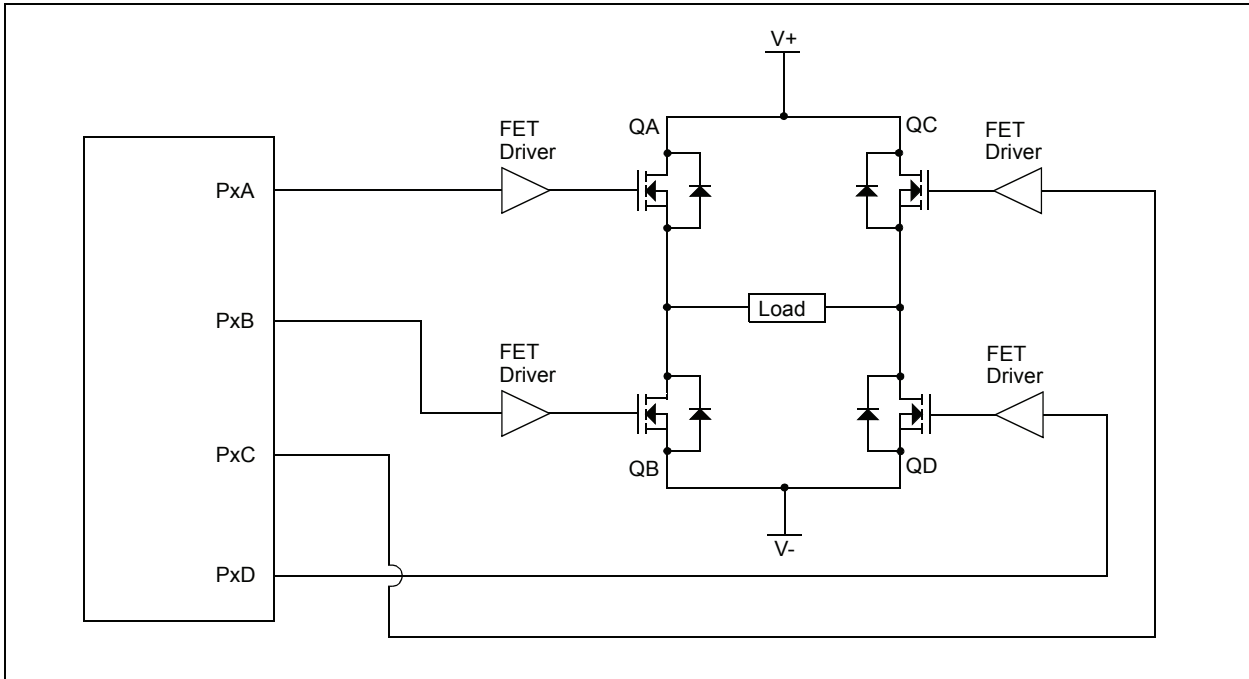 V+
QA
QC
FET
Driver
FET
Driver
PxA
PxB
Load
FET
Driver
FET
Driver
PxC
QB
QD
V-
PxD